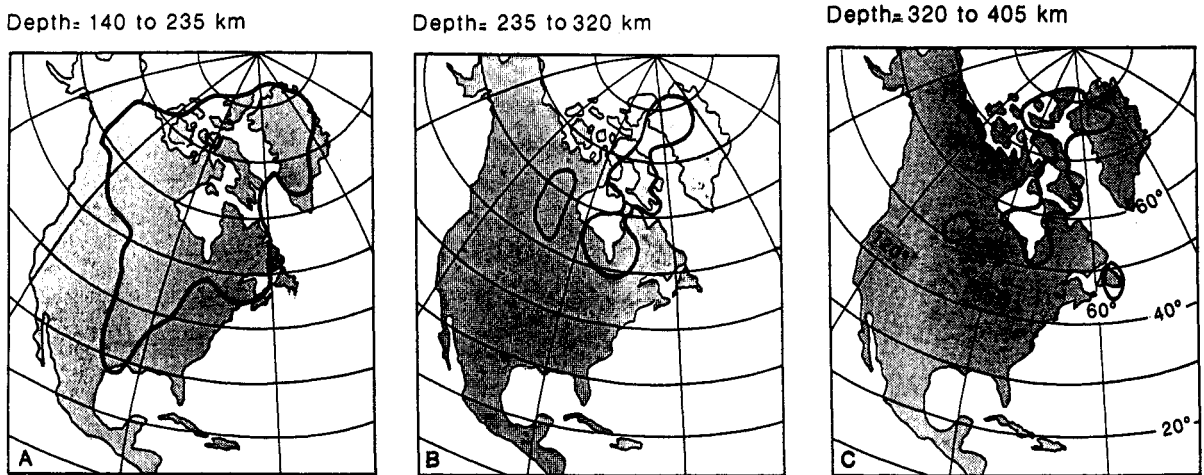 Depth= 140 to 235 km
Depth= 235 to 320 km
Depth= 320 to 405 km
60°
60°
40°
20°
A
B
C